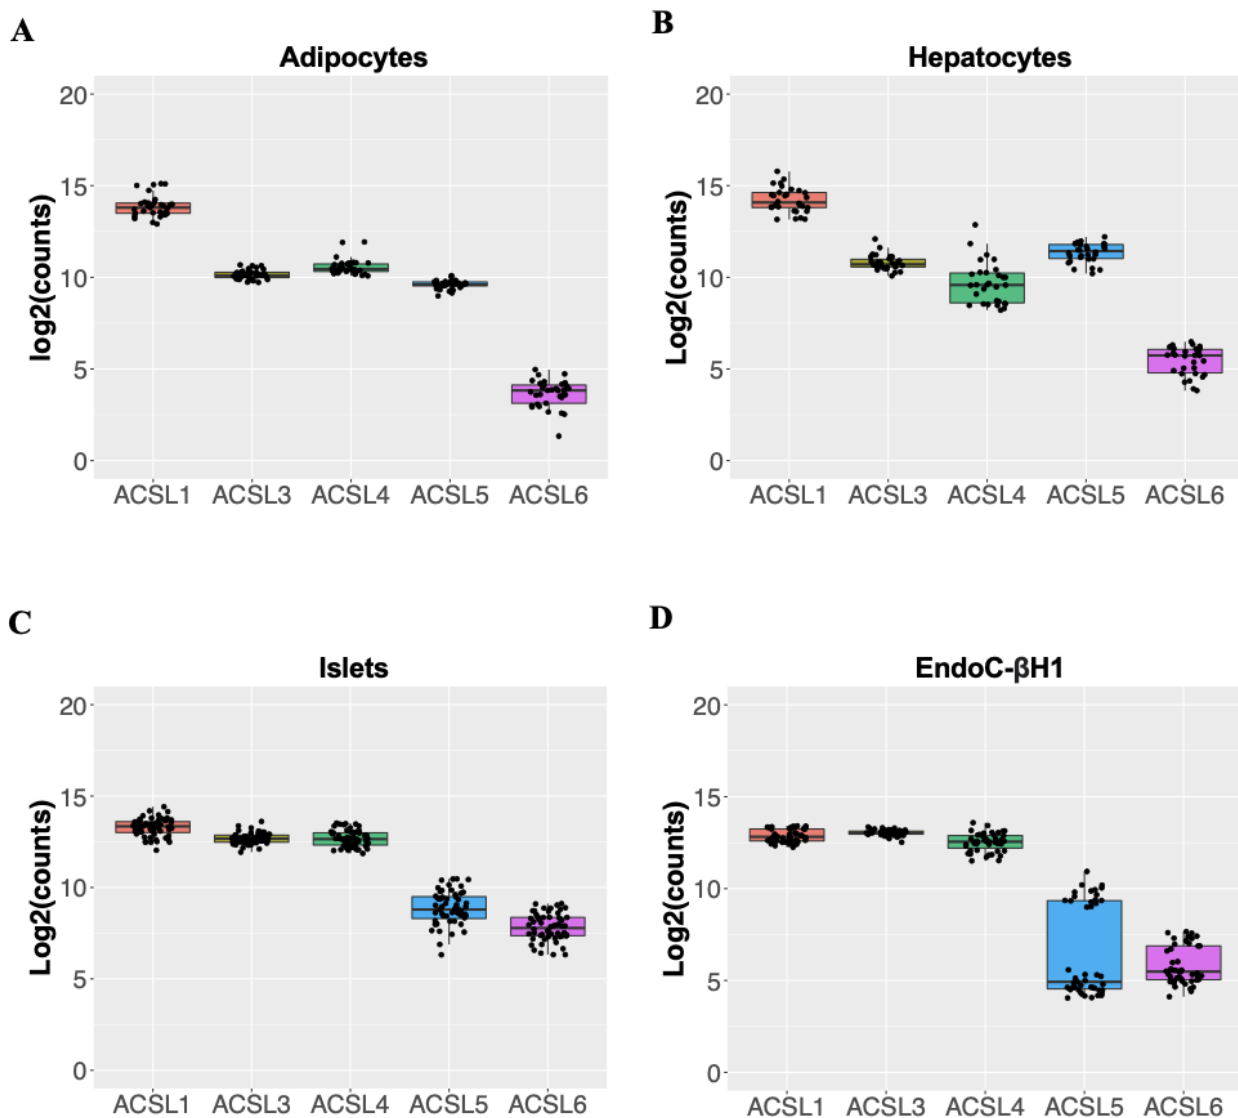 A
Adipocytes
log2(counts)
20
15
10
5
0
ACSL1 ACSL3 ACSL4 ACSL5 ACSL6
B
Hepatocytes
Log2(counts)
20
15
10
5
0
ACSL1 ACSL3 ACSL4 ACSL5 ACSL6
C
Islets
Log2(counts)
20
15
10
5
0
ACSL1 ACSL3 ACSL4 ACSL5 ACSL6
D
EndoC-βH1
Log2(counts)
20
15
10
5
0
ACSL1 ACSL3 ACSL4 ACSL5 ACSL6